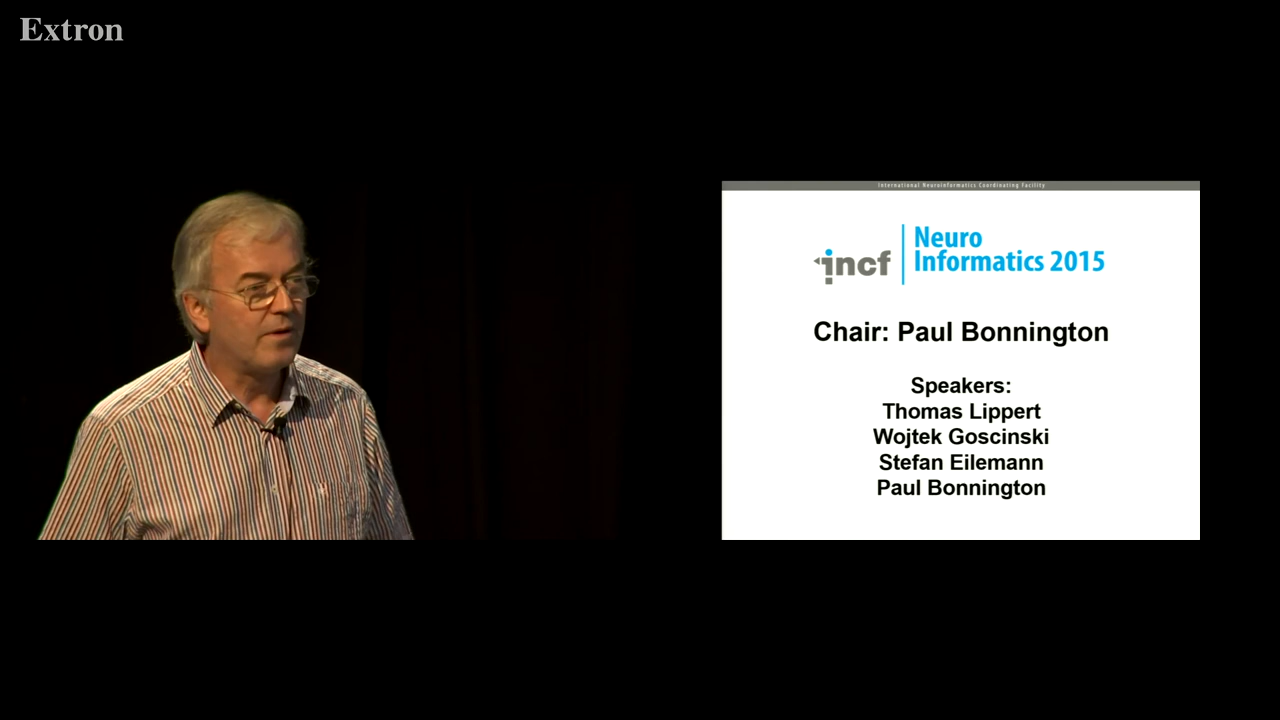 Extron
International Neuroinformatics Coordinating Facility
incf
Neuro
Informatics 2015
Chair: Paul Bonnington
Speakers:
Thomas Lippert
Wojtek Goscinski
Stefan Eilemann
Paul Bonnington